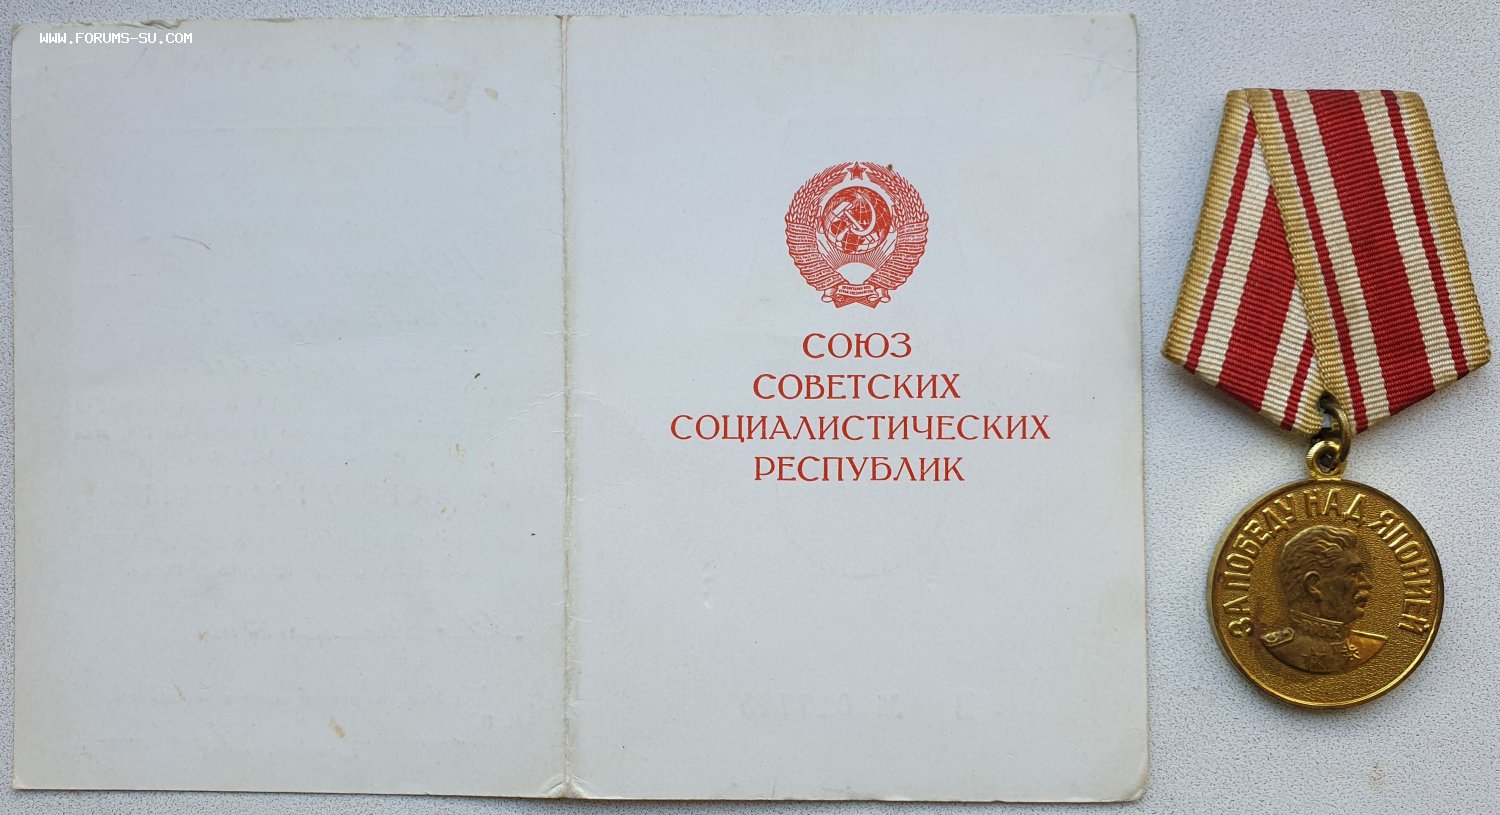 WWW.FORUMS-SU.COM
СОЮЗ
СОВЕТСКИХ
СОЦИАЛИСТИЧЕСКИХ
РЕСПУБЛИК
ЗА ПОБЕДУ НАД ЯПОНИЕЙ